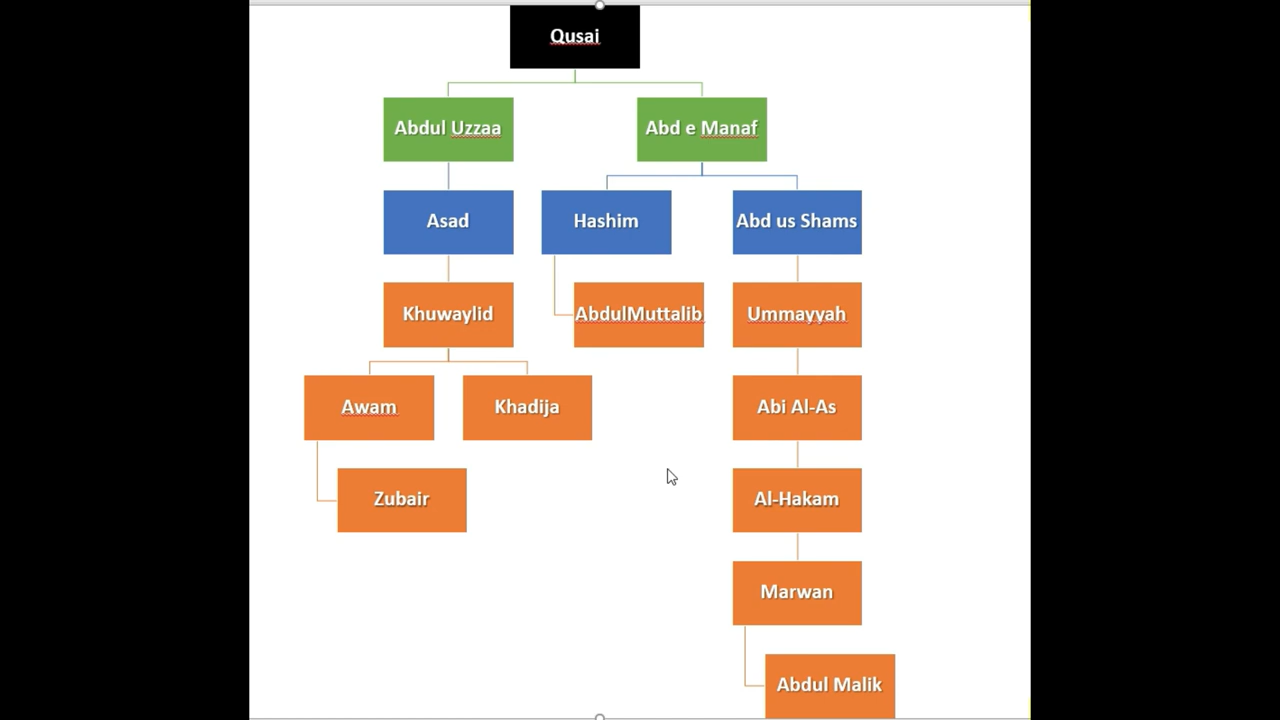 Qusai
Abdul Uzzaa
Abd e Manaf
Asad
Hashim
Abd us Shams
Khuwaylid
AbdulMuttalib
Ummayyah
Awam
Khadija
Abi Al-As
Zubair
Al-Hakam
Marwan
Abdul Malik